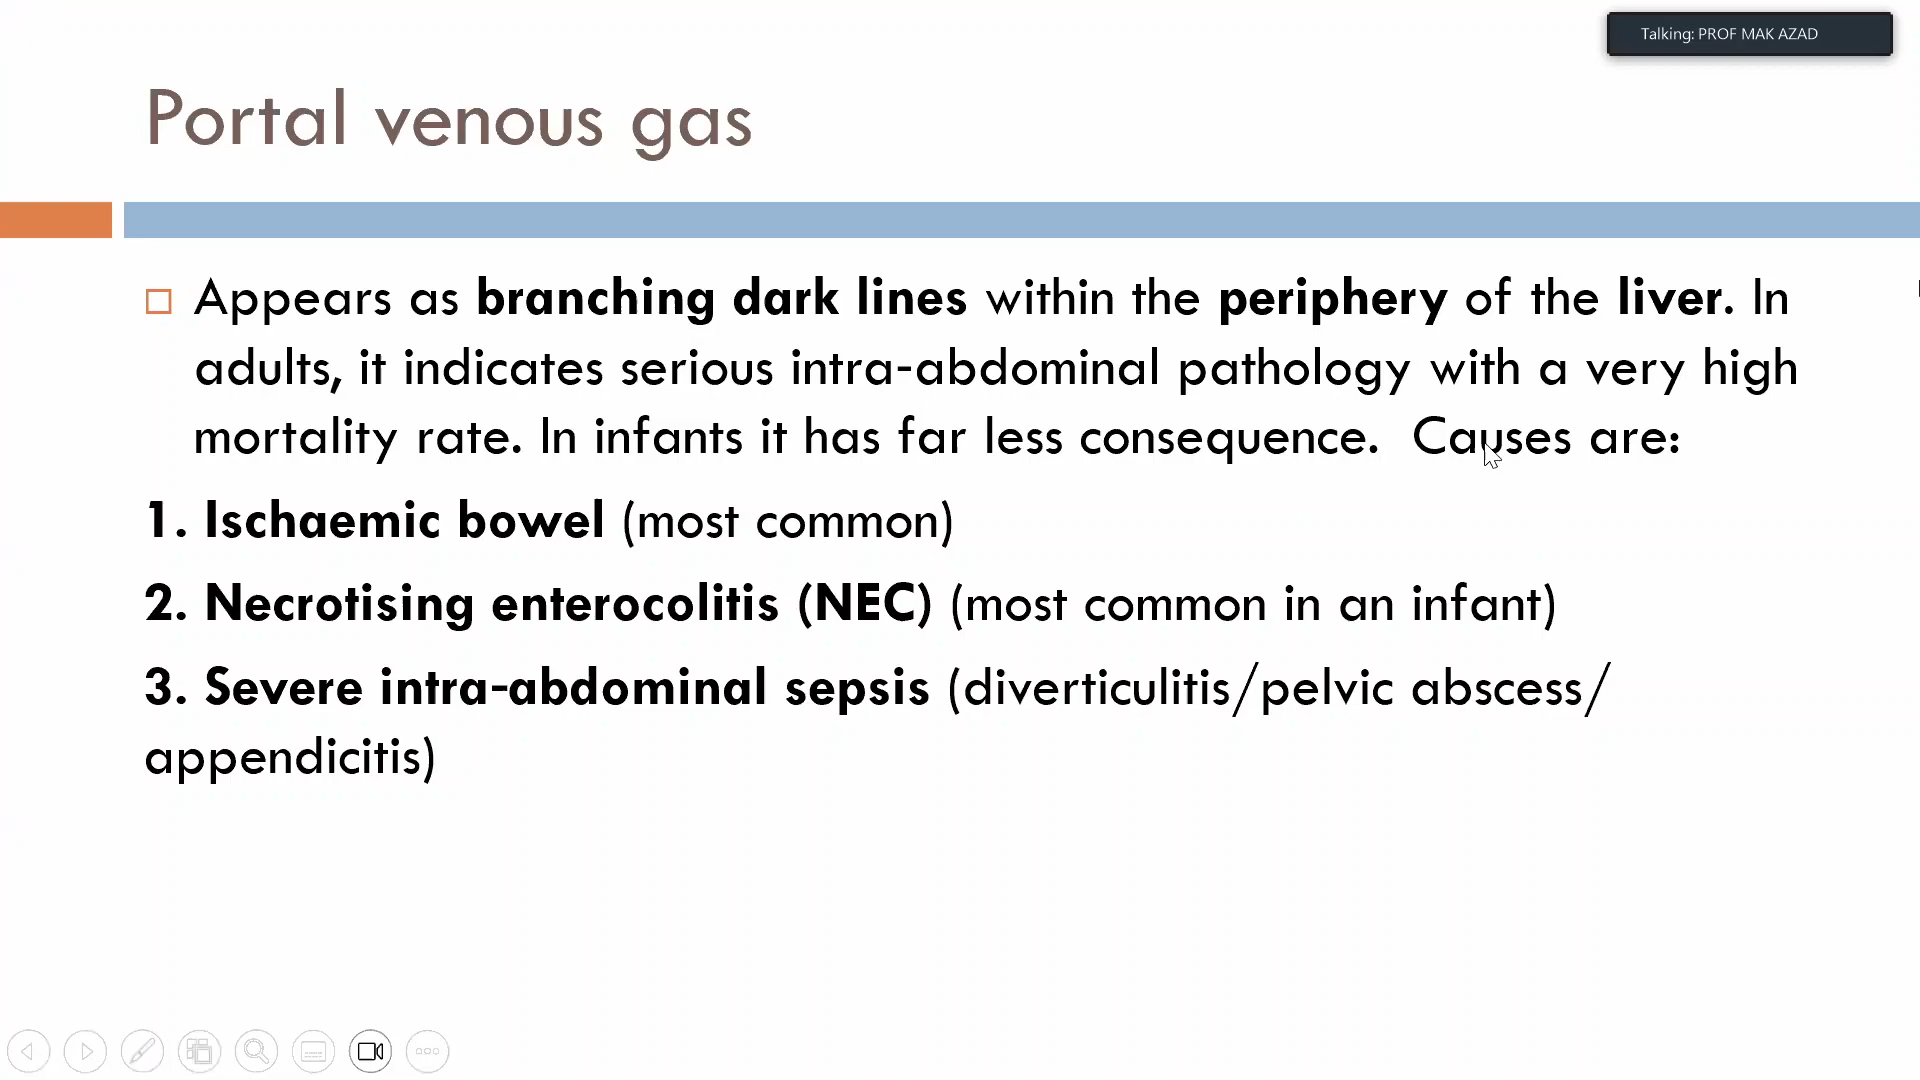 Talking: PROF MAK AZAD
Portal venous gas
Appears as branching dark lines within the periphery of the liver. In
adults, it indicates serious intra-abdominal pathology with a very high
mortality rate. In infants it has far less consequence.  Causes are:
1. Ischaemic bowel (most common)
2. Necrotising enterocolitis (NEC) (most common in an infant)
3. Severe intra-abdominal sepsis (diverticulitis/pelvic abscess/
appendicitis)